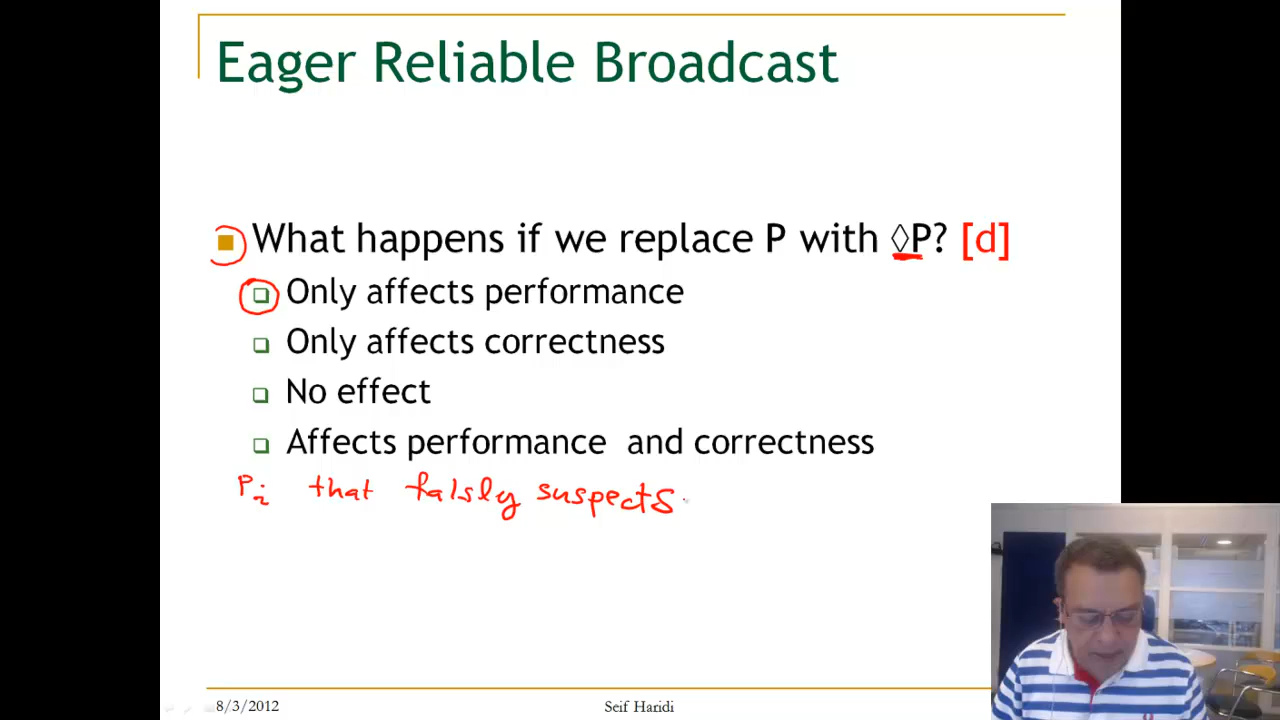 Eager Reliable Broadcast
What happens if we replace P with ◊P? [d]
Only affects performance
Only affects correctness
No effect
Affects performance and correctness
Pi that falsly suspects
8/3/2012
Seif Haridi